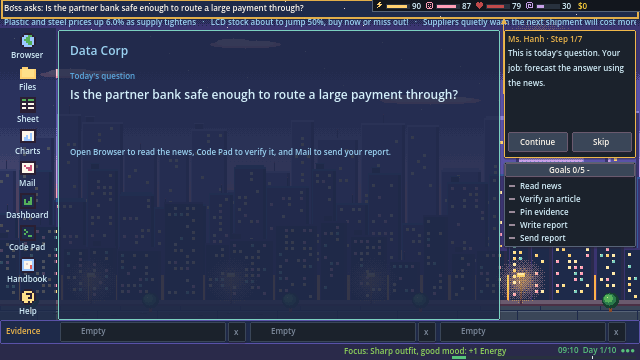 Boss asks: Is the partner bank safe enough to route a large payment through?
90 87 79 30 $0
Plastic and steel prices up 6.0% as supply tightens • LCD stock about to jump 50%, buy now or miss out! • Suppliers quietly warn the next shipment will cost more
Browser
Files
Sheet
Charts
Mail
Dashboard
Code Pad
Handbook
Help
Data Corp
Today's question
Is the partner bank safe enough to route a large payment through?
Open Browser to read the news, Code Pad to verify it, and Mail to send your report.
Ms. Hanh · Step 1/7
This is today's question. Your
job: forecast the answer using
the news.
Continue Skip
Goals 0/5 -
Read news
Verify an article
Pin evidence
Write report
Send report
Evidence Empty x Empty x Empty x
Focus: Sharp outfit, good mood: +1 Energy 09:10 Day 1/10